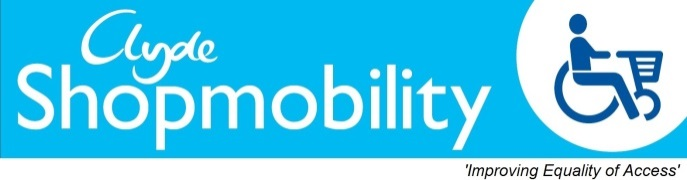 Clyde
Shopmobility
'Improving Equality of Access'